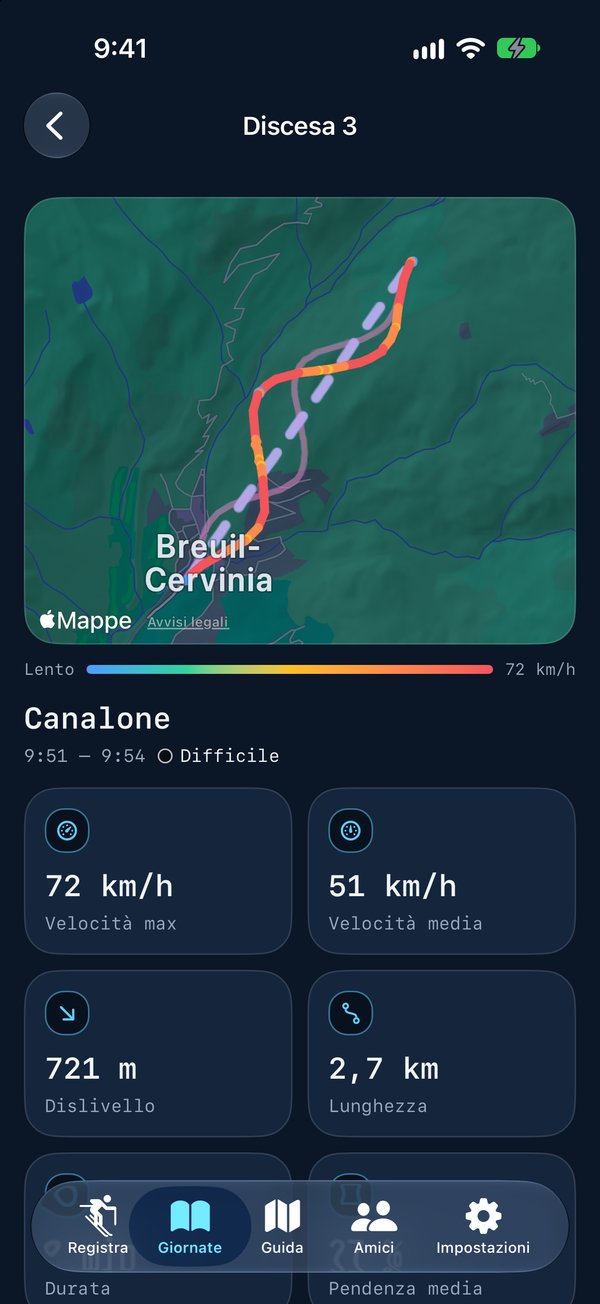 9:41
Discesa 3
Breuil-
Cervinia
Mappe
Avvisi legali
Lento
72 km/h
Canalone
9:51 — 9:54
Difficile
72 km/h
51 km/h
Velocità max
Velocità media
721 m
2,7 km
Dislivello
Lunghezza
Registra
Giornate
Guida
Amici
Impostazioni
Durata
Pendenza media